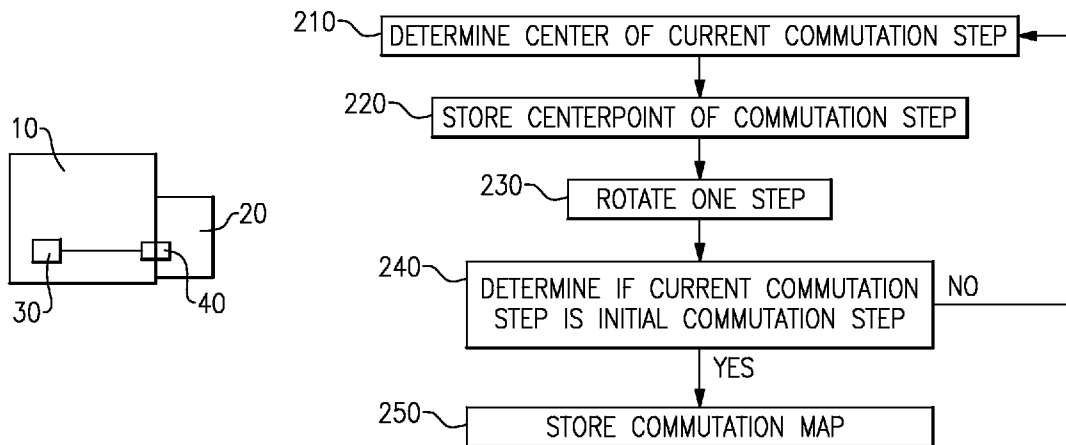 10
20
30
40
210
DETERMINE CENTER OF CURRENT COMMUTATION STEP
220
STORE CENTERPOINT OF COMMUTATION STEP
230
ROTATE ONE STEP
240
DETERMINE IF CURRENT COMMUTATION
STEP IS INITIAL COMMUTATION STEP
NO
YES
250
STORE COMMUTATION MAP